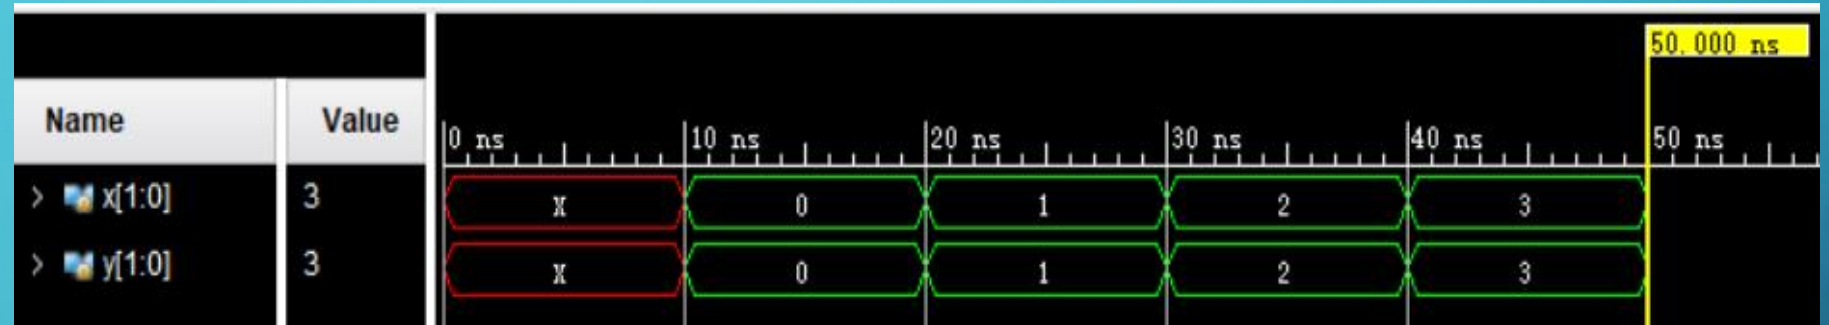 50.000 ns
Name Value
0 ns 10 ns 20 ns 30 ns 40 ns 50 ns
x[1:0] 3 X 0 1 2 3
y[1:0] 3 X 0 1 2 3